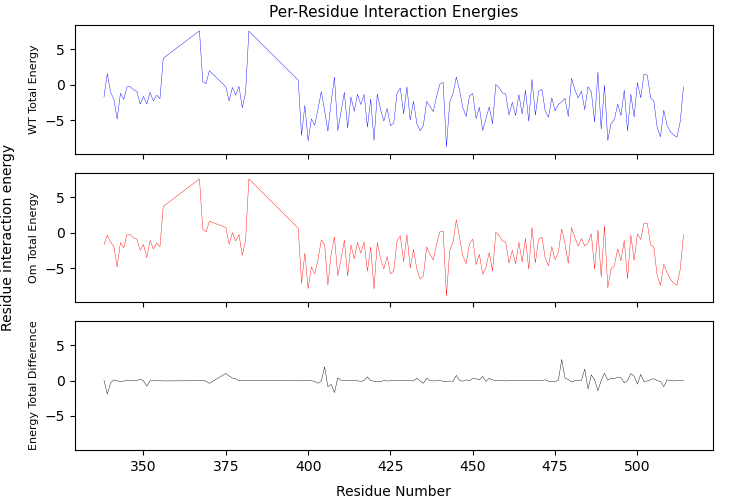 Per-Residue Interaction Energies
Residue interaction energy
WT Total Energy
5
0
−5
Om Total Energy
5
0
−5
Energy Total Difference
5
0
−5
350 375 400 425 450 475 500
Residue Number